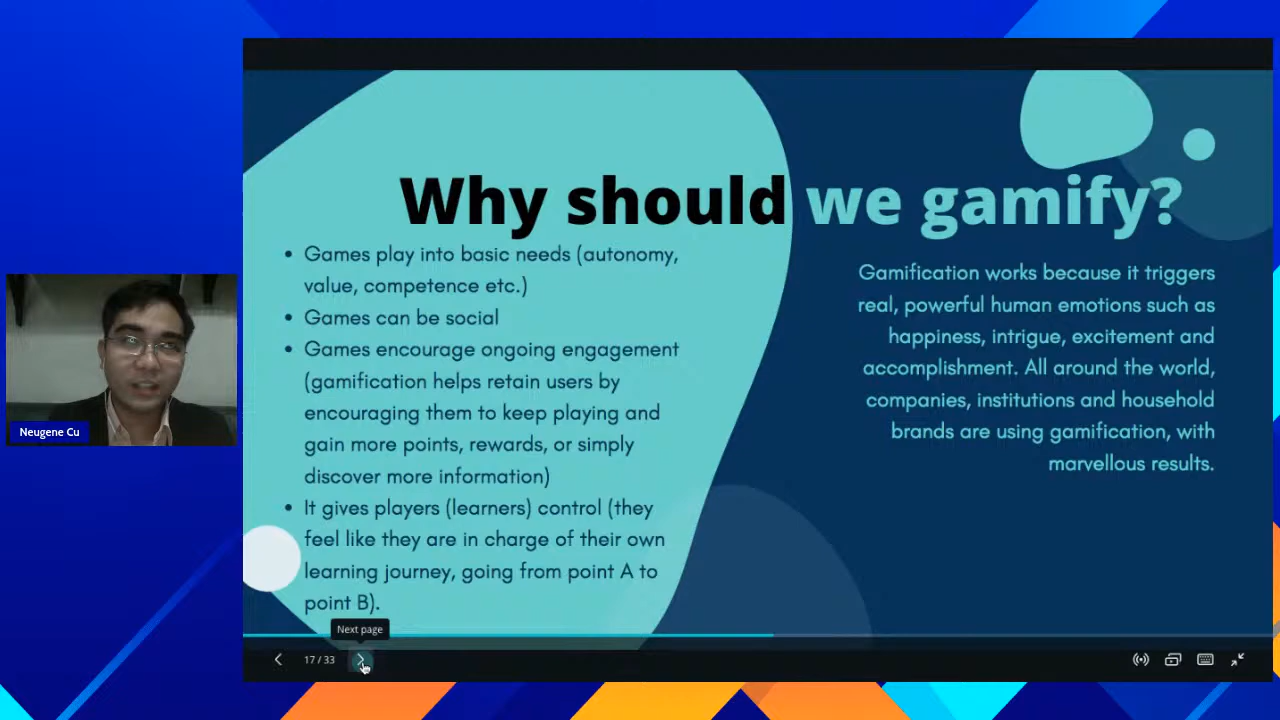 Why should we gamify?
• Games play into basic needs (autonomy,
value, competence etc.)
• Games can be social
• Games encourage ongoing engagement
(gamification helps retain users by
encouraging them to keep playing and
gain more points, rewards, or simply
discover more information)
• It gives players (learners) control (they
feel like they are in charge of their own
learning journey, going from point A to
point B).
Gamification works because it triggers
real, powerful human emotions such as
happiness, intrigue, excitement and
accomplishment. All around the world,
companies, institutions and household
brands are using gamification, with
marvellous results.
Neugene Cu
Next page
17 / 33